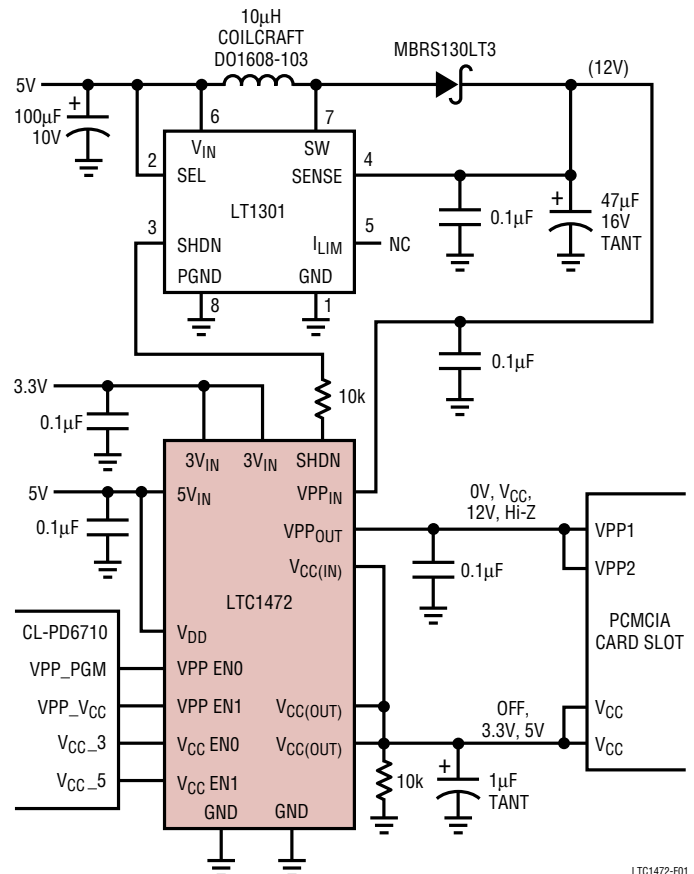 10µH
COILCRAFT
DO1608-103
MBRS130LT3
(12V)
5V
+
100µF
10V
6
7
VIN
SW
2
SEL
SENSE
4
LT1301
+
47µF
16V
TANT
0.1µF
3
SHDN
ILIM
5
NC
PGND
GND
8
1
0.1µF
3.3V
10k
0.1µF
3VIN
3VIN
SHDN
5V
5VIN
VPPIN
0.1µF
VPPOUT
0V, VCC,
12V, Hi-Z
VPP1
VPP2
VCC(IN)
0.1µF
LTC1472
PCMCIA
CARD SLOT
CL-PD6710
VDD
VPP_PGM
VPP EN0
VPP_VCC
VPP EN1
VCC(OUT)
OFF,
3.3V, 5V
VCC
VCC_3
VCC EN0
VCC(OUT)
VCC
VCC_5
VCC EN1
10k
+
1µF
TANT
GND
GND
LTC1472-F01